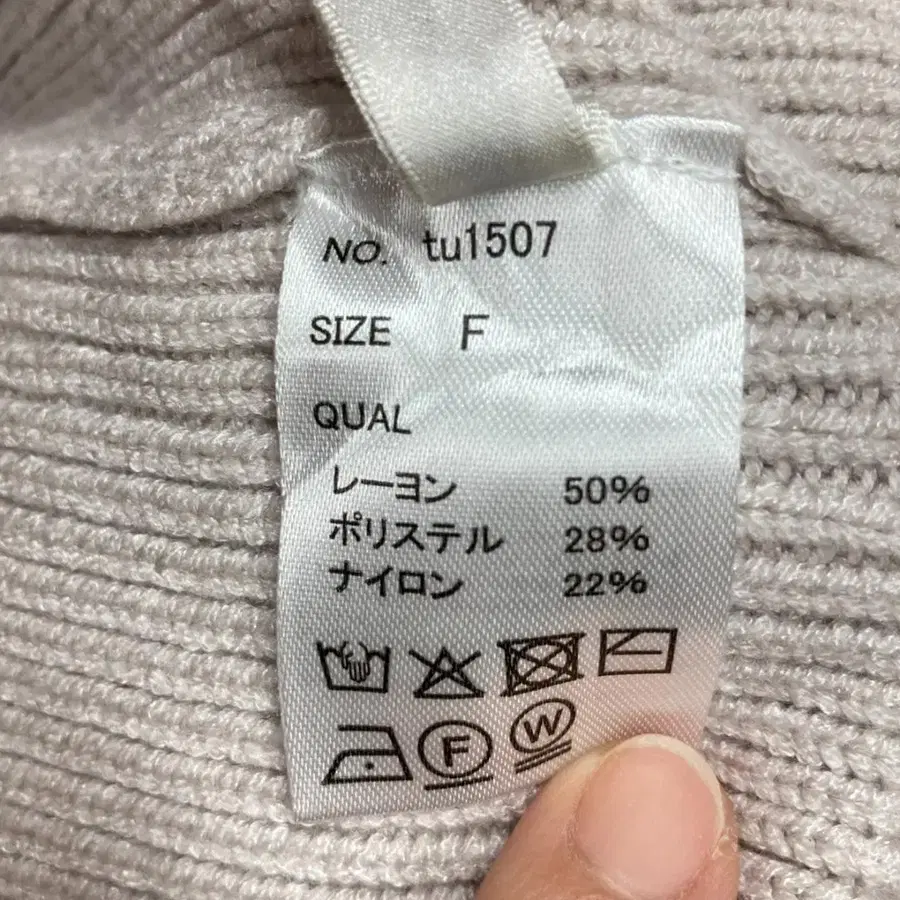 NO. tu1507
SIZE F
QUAL
レーヨン 50%
ポリステル 28%
ナイロン 22%
F W